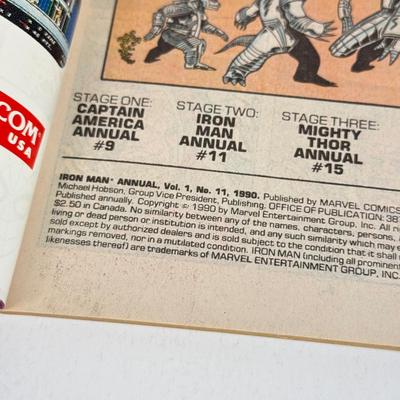 COM
USA
STAGE ONE:
CAPTAIN
AMERICA
ANNUAL
#9
STAGE TWO:
IRON
MAN
ANNUAL
#11
STAGE THREE:
MIGHTY
THOR
ANNUAL
#15
IRON MAN® ANNUAL, Vol. 1, No. 11, 1990. Published by MARVEL COMICS
Michael Hobson, Group Vice President, Publishing. OFFICE OF PUBLICATION: 38
Published annually. Copyright © 1990 by Marvel Entertainment Group, Inc. All
$2.50 in Canada. No similarity between any of the names, characters, persons,
living or dead person or institution is intended, and any such similarity which may
sold except by authorized dealers and is sold subject to the condition that it shall
markings removed, nor in a mutilated condition. IRON MAN (including all prominent
likenesses thereof) are trademarks of MARVEL ENTERTAINMENT GROUP, INC.